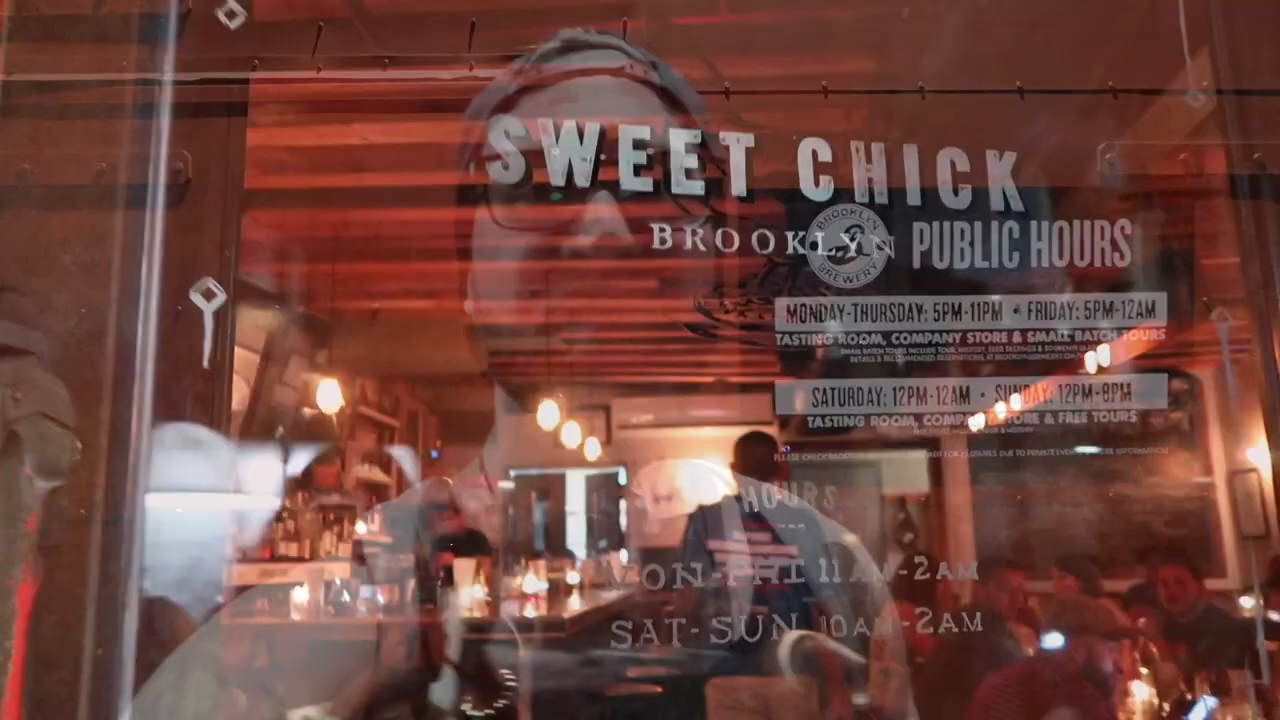 SWEET CHICK
BROOKLYN
BROOKLYN BREWERY
PUBLIC HOURS
MONDAY-THURSDAY: 5PM-11PM • FRIDAY: 5PM-12AM
TASTING ROOM, COMPANY STORE & SMALL BATCH TOURS
SATURDAY: 12PM-12AM • SUNDAY: 12PM-8PM
TASTING ROOM, COMPANY STORE & FREE TOURS
HOURS
MON-FRI 11AM-2AM
SAT-SUN 10AM-2AM